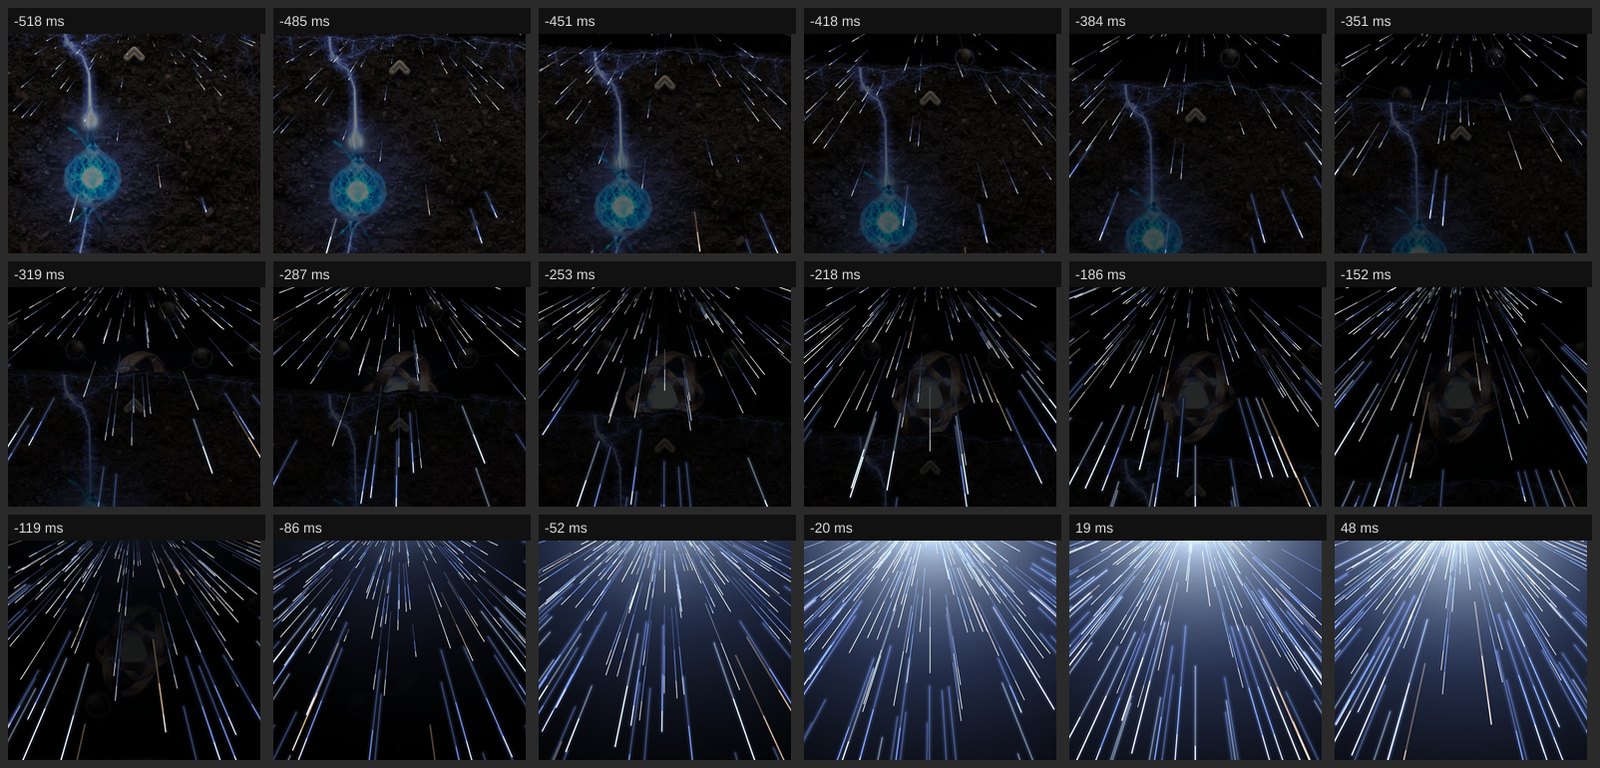 -518 ms
-485 ms
-451 ms
-418 ms
-384 ms
-351 ms
-319 ms
-287 ms
-253 ms
-218 ms
-186 ms
-152 ms
-119 ms
-86 ms
-52 ms
-20 ms
19 ms
48 ms